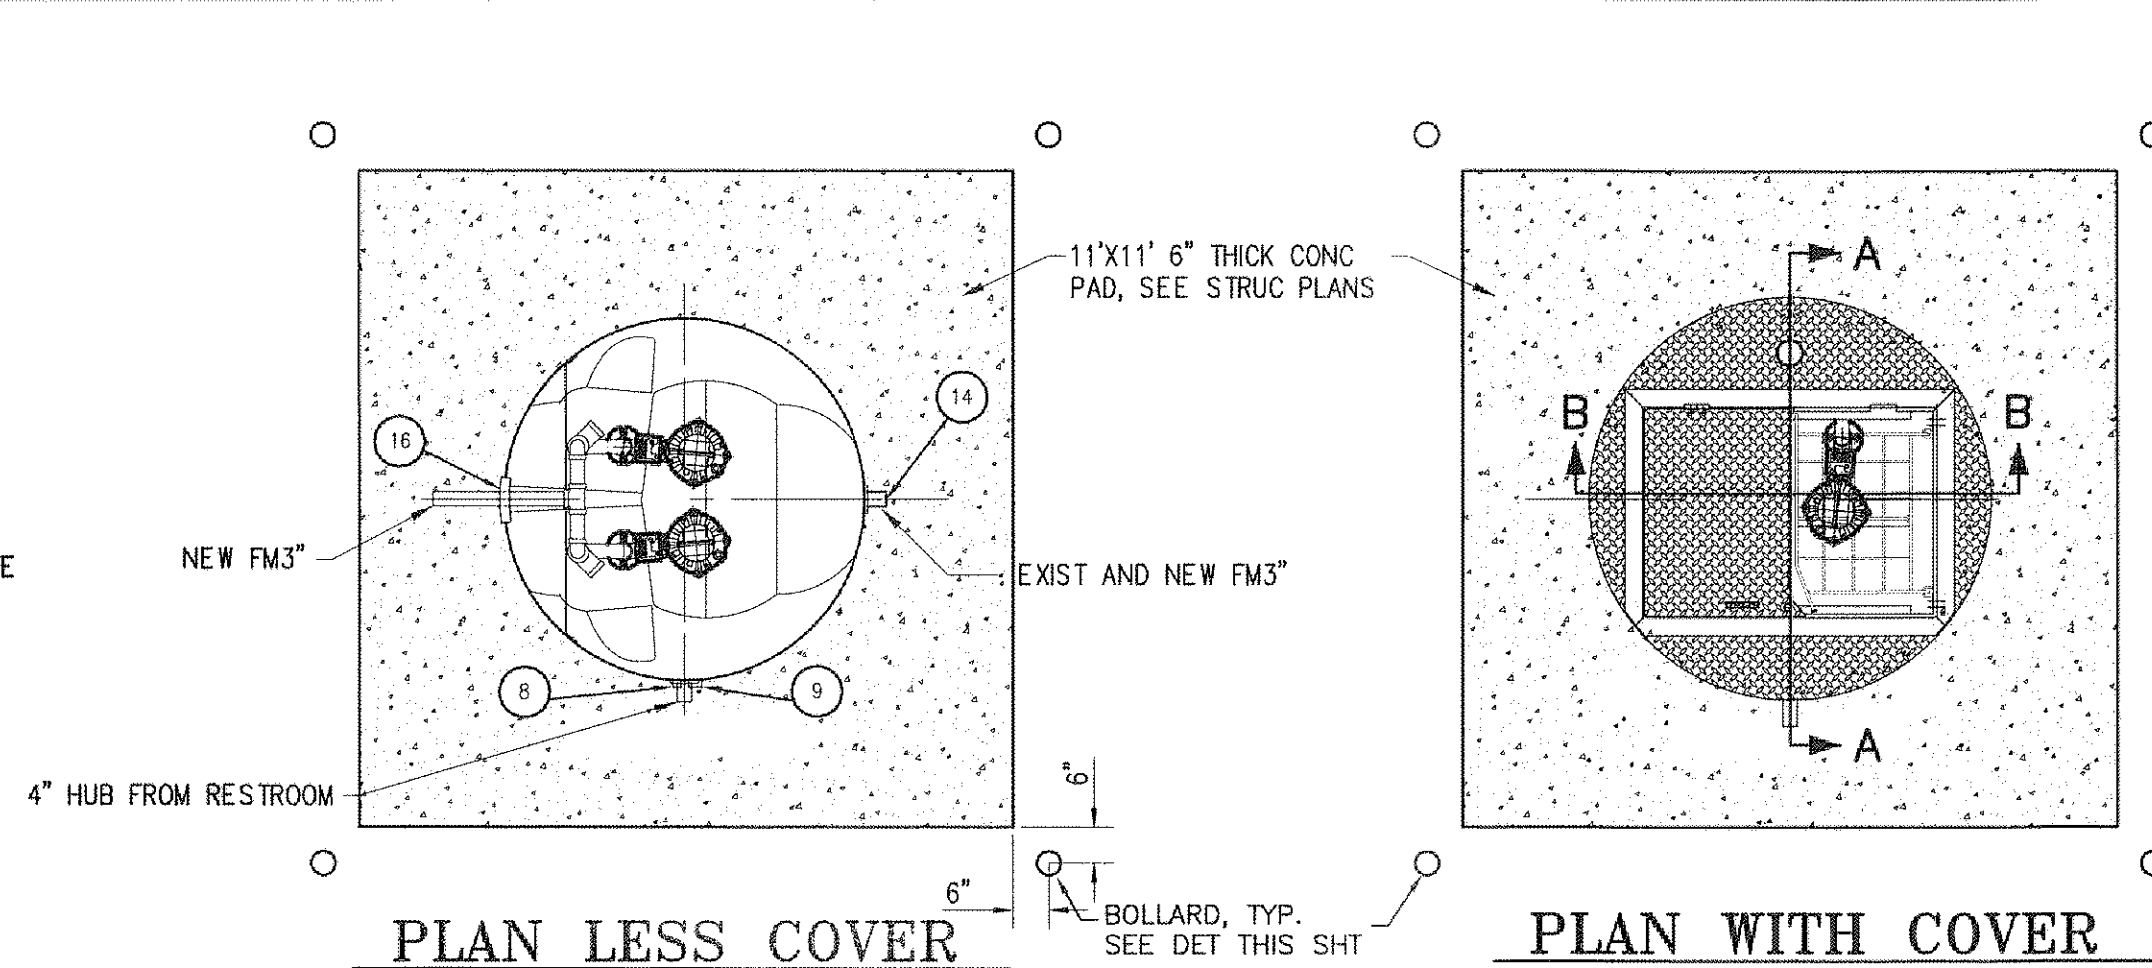 11'X11' 6" THICK CONC
PAD, SEE STRUC PLANS
A
14
B
B
16
NEW FM3"
E
EXIST AND NEW FM3"
8
9
A
4" HUB FROM RESTROOM
6"
6"
BOLLARD, TYP.
SEE DET THIS SHT
PLAN LESS COVER
PLAN WITH COVER